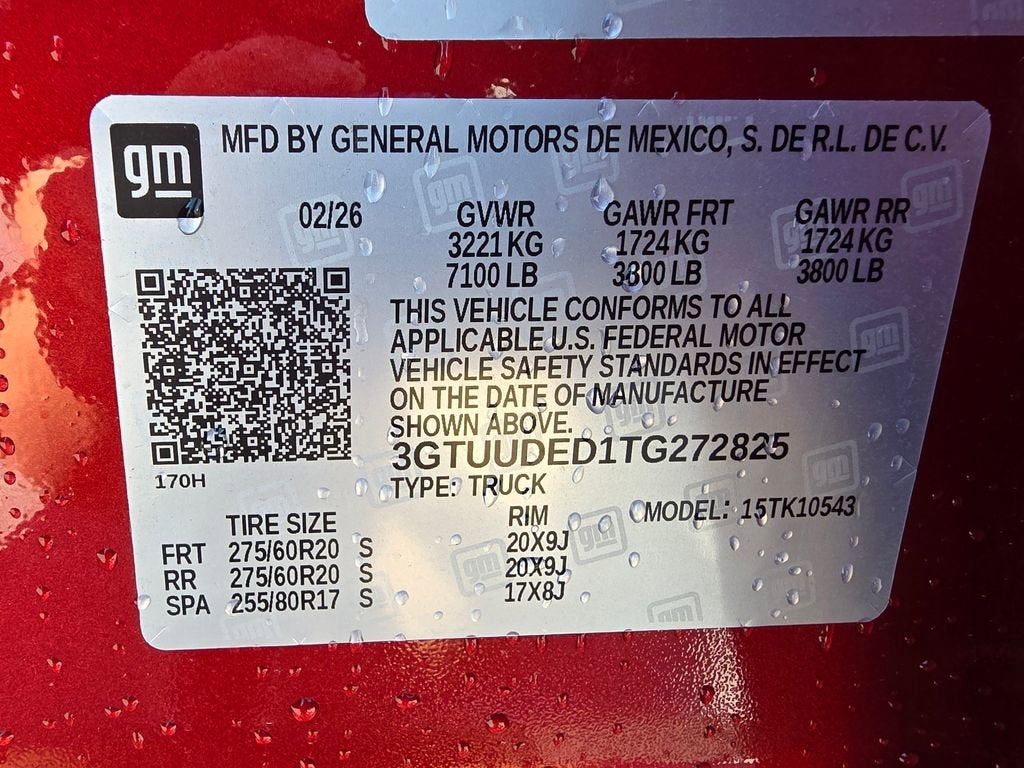 gm
MFD BY GENERAL MOTORS DE MEXICO, S. DE R.L. DE C.V.
02/26 GVWR GAWR FRT GAWR RR
3221 KG 1724 KG 1724 KG
7100 LB 3800 LB 3800 LB
THIS VEHICLE CONFORMS TO ALL
APPLICABLE U.S. FEDERAL MOTOR
VEHICLE SAFETY STANDARDS IN EFFECT
ON THE DATE OF MANUFACTURE
SHOWN ABOVE.
3GTUUDED1TG272825
170H
TYPE: TRUCK
MODEL: 15TK10543
TIRE SIZE RIM
FRT 275/60R20 S 20X9J
RR 275/60R20 S 20X9J
SPA 255/80R17 S 17X8J